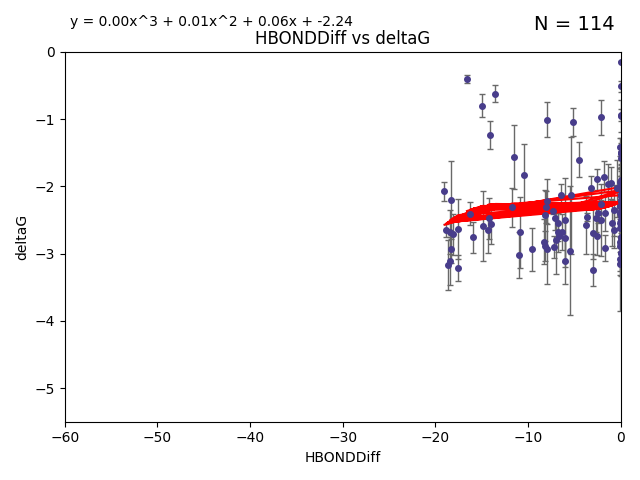 y = 0.00x^3 + 0.01x^2 + 0.06x + -2.24
N = 114
HBONDDiff vs deltaG
0
−1
−2
−3
−4
−5
deltaG
−60 −50 −40 −30 −20 −10 0
HBONDDiff